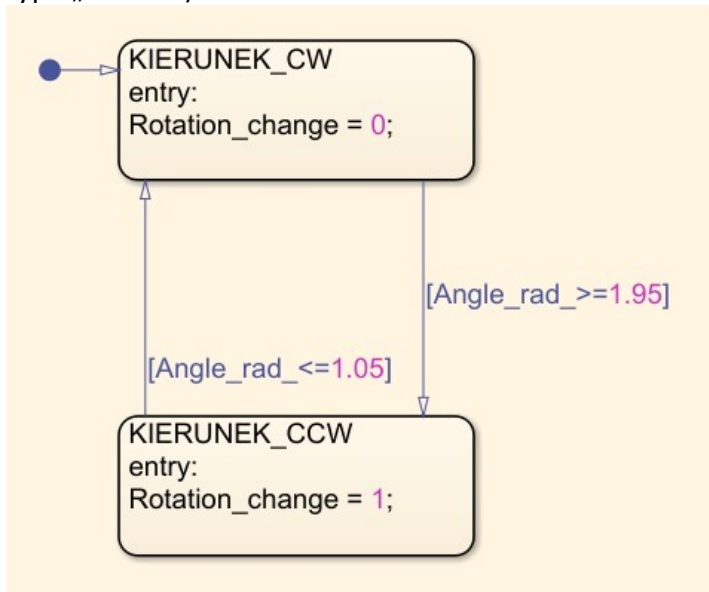 KIERUNEK_CW
entry:
Rotation_change = 0;
[Angle_rad_>=1.95]
[Angle_rad_<=1.05]
KIERUNEK_CCW
entry:
Rotation_change = 1;